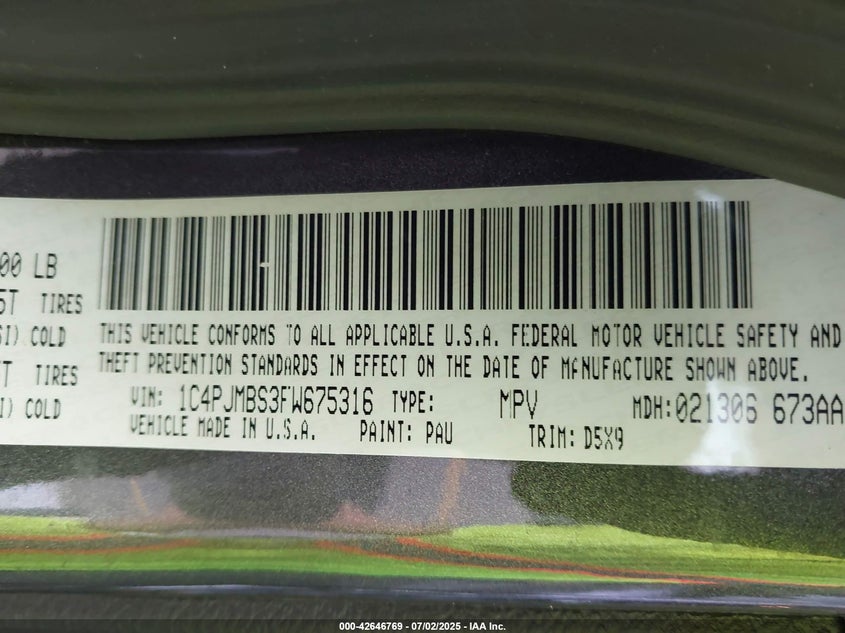 00 LB
5T TIRES
SI) COLD
T TIRES
I) COLD
THIS VEHICLE CONFORMS TO ALL APPLICABLE U.S.A. FEDERAL MOTOR VEHICLE SAFETY AND
THEFT PREVENTION STANDARDS IN EFFECT ON THE DATE OF MANUFACTURE SHOWN ABOVE.
VIN: 1C4PJMBS3FW675316 TYPE: MPV MDH:021306 673AA
VEHICLE MADE IN U.S.A. PAINT: PAU TRIM: D5X9
000-42646769 - 07/02/2025 - IAA Inc.